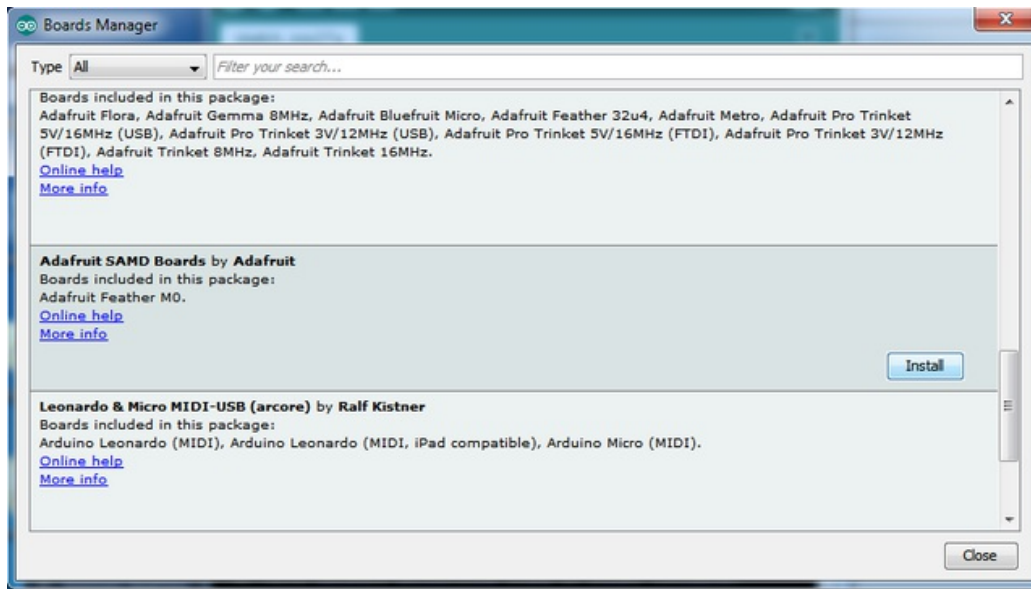 Boards Manager
Type All Filter your search...
Boards included in this package:
Adafruit Flora, Adafruit Gemma 8MHz, Adafruit Bluefruit Micro, Adafruit Feather 32u4, Adafruit Metro, Adafruit Pro Trinket
5V/16MHz (USB), Adafruit Pro Trinket 3V/12MHz (USB), Adafruit Pro Trinket 5V/16MHz (FTDI), Adafruit Pro Trinket 3V/12MHz
(FTDI), Adafruit Trinket 8MHz, Adafruit Trinket 16MHz.
Online help
More info
Adafruit SAMD Boards by Adafruit
Boards included in this package:
Adafruit Feather M0.
Online help
More info
Install
Leonardo & Micro MIDI-USB (arcore) by Ralf Kistner
Boards included in this package:
Arduino Leonardo (MIDI), Arduino Leonardo (MIDI, iPad compatible), Arduino Micro (MIDI).
Online help
More info
Close